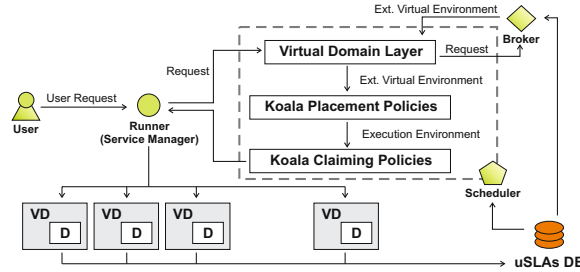 Ext. Virtual Environment
Broker
Virtual Domain Layer
Request
Request
Ext. Virtual Environment
User Request
Koala Placement Policies
User
Runner
(Service Manager)
Execution Environment
Koala Claiming Policies
Scheduler
VD
D
VD
D
VD
D
VD
D
uSLAs DB